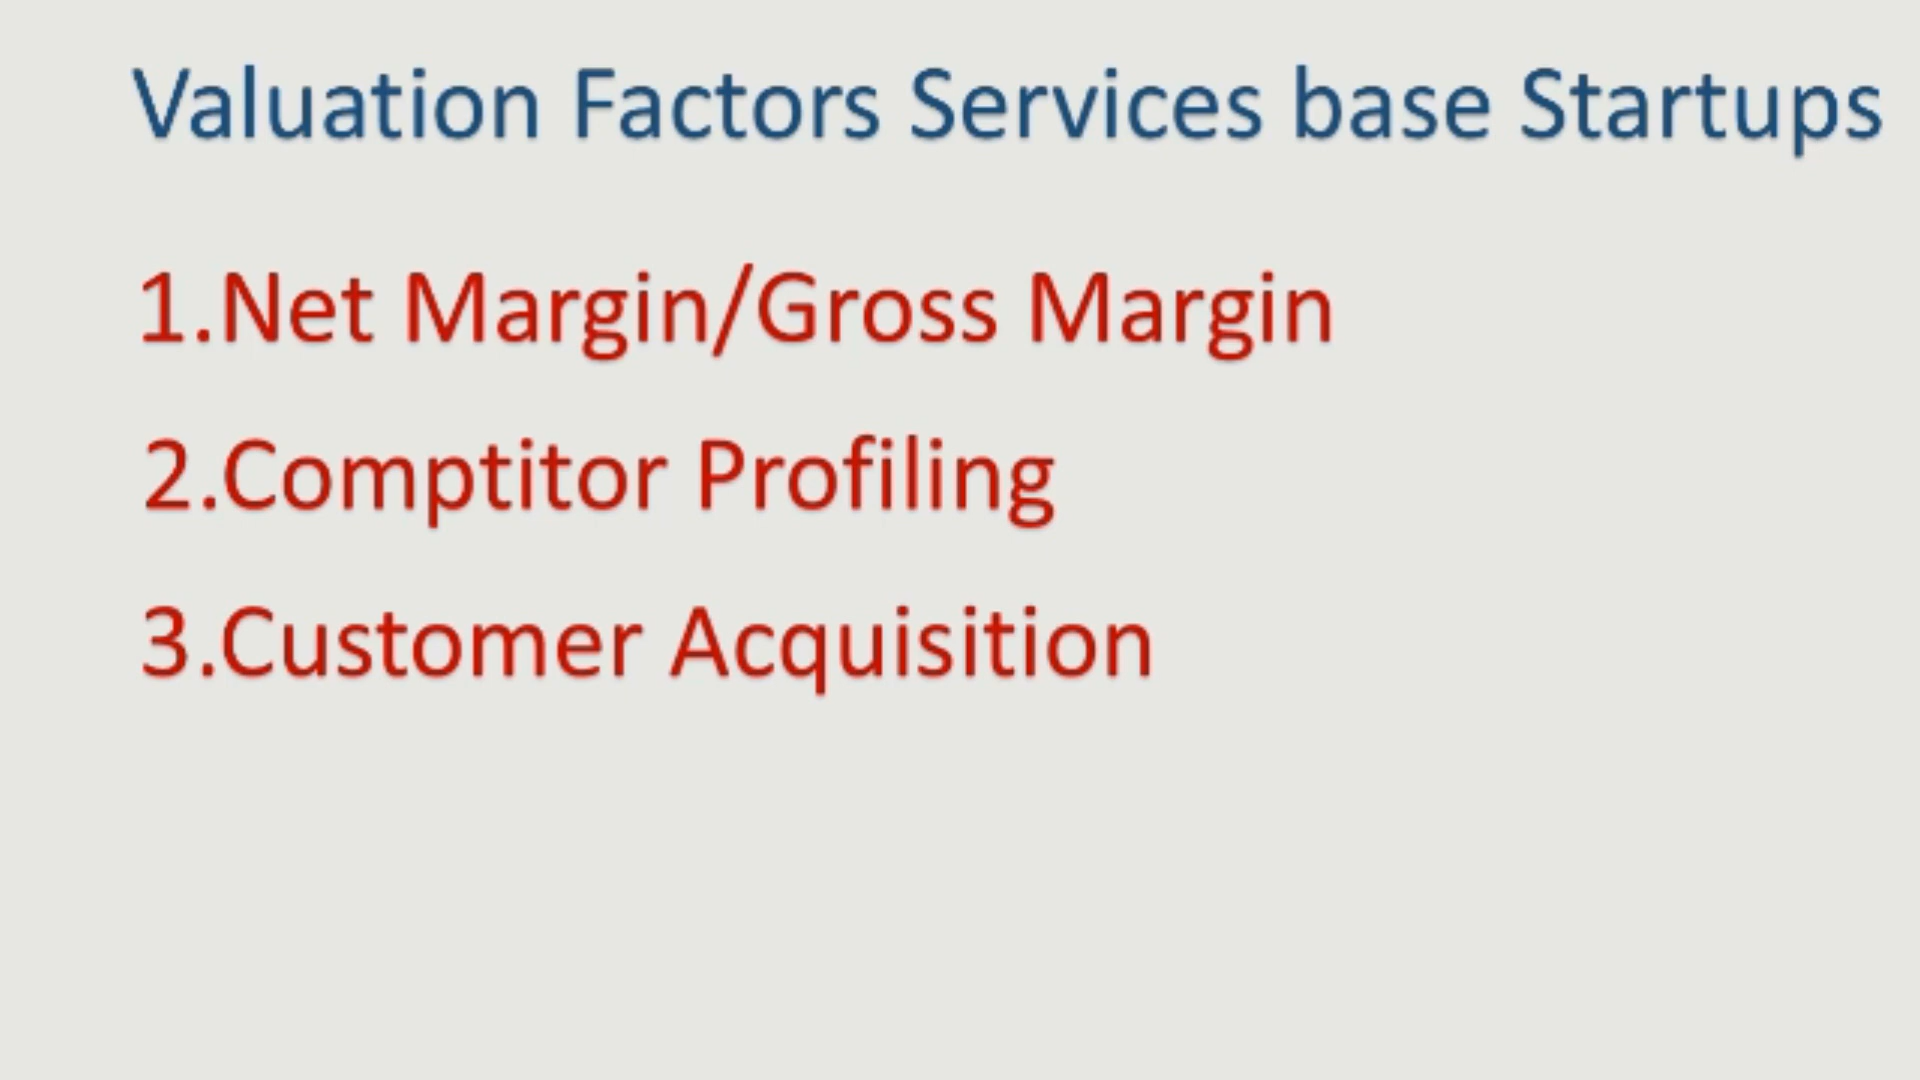 Valuation Factors Services base Startups
1.Net Margin/Gross Margin
2.Comptitor Profiling
3.Customer Acquisition